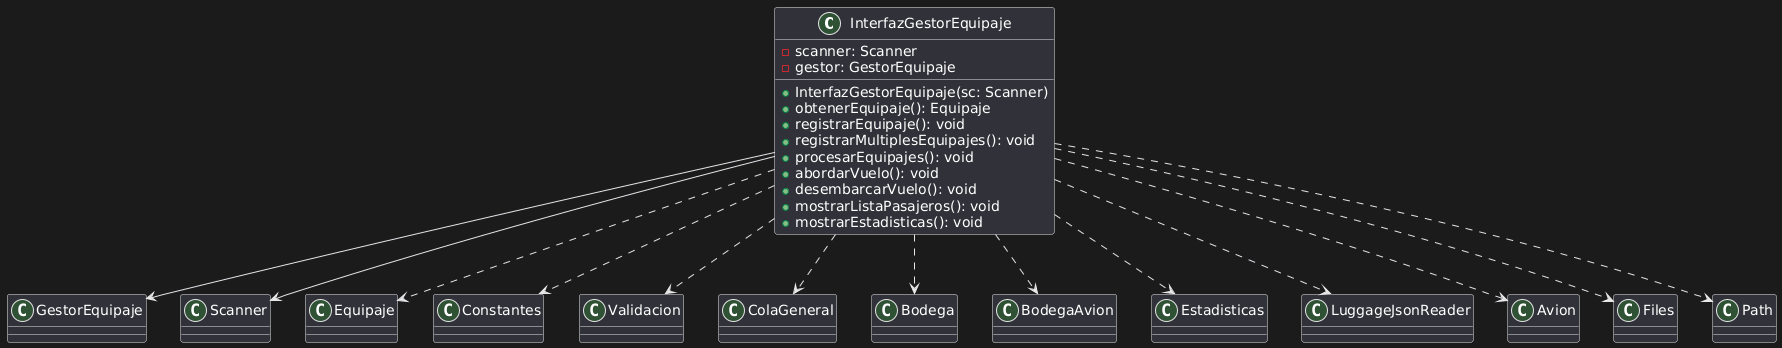 C InterfazGestorEquipaje
scanner: Scanner
gestor: GestorEquipaje
InterfazGestorEquipaje(sc: Scanner)
obtenerEquipaje(): Equipaje
registrarEquipaje(): void
registrarMultiplesEquipajes(): void
procesarEquipajes(): void
abordarVuelo(): void
desembarcarVuelo(): void
mostrarListaPasajeros(): void
mostrarEstadisticas(): void
C GestorEquipaje
C Scanner
C Equipaje
C Constantes
C Validacion
C ColaGeneral
C Bodega
C BodegaAvion
C Estadisticas
C LuggageJsonReader
C Avion
C Files
C Path